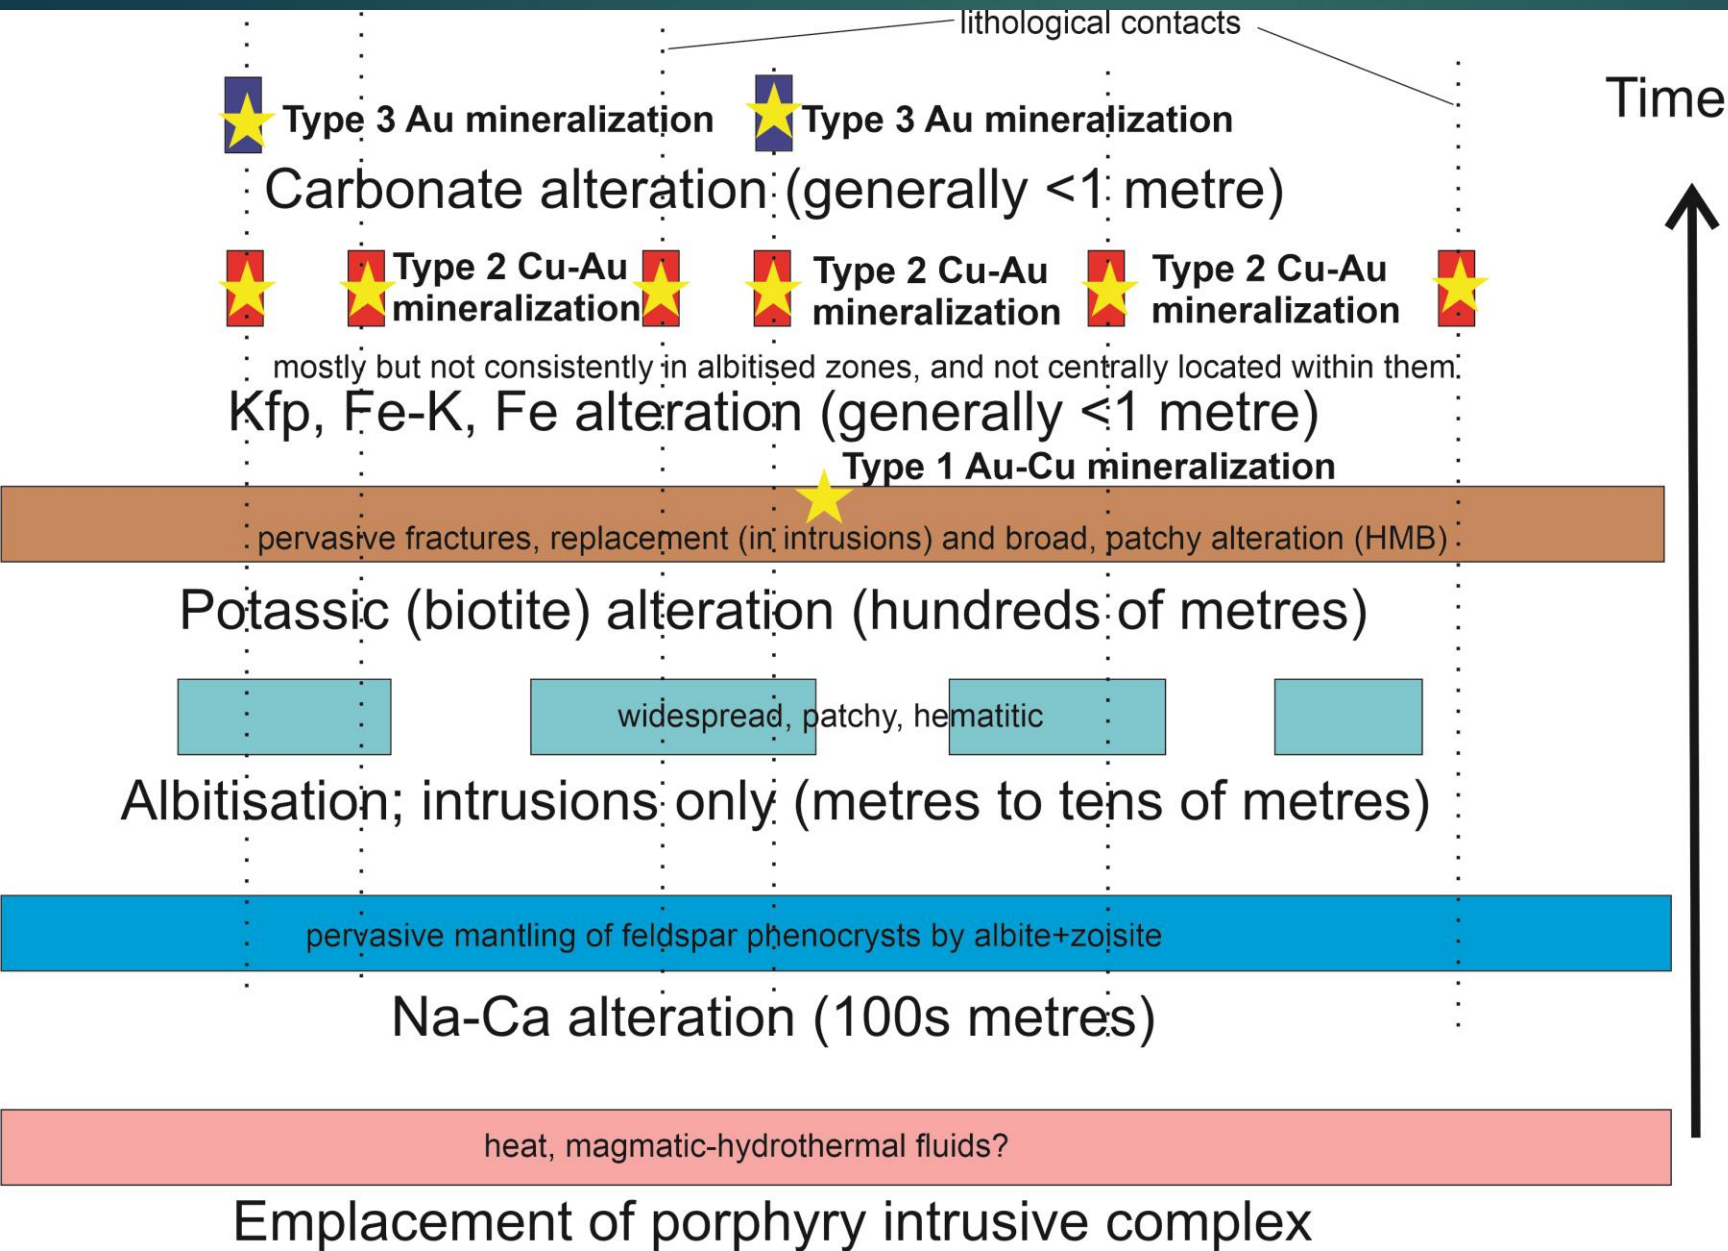 lithological contacts
Time
Type 3 Au mineralization
Type 3 Au mineralization
Carbonate alteration (generally <1 metre)
Type 2 Cu-Au
mineralization
Type 2 Cu-Au
mineralization
Type 2 Cu-Au
mineralization
mostly but not consistently in albitised zones, and not centrally located within them
Kfp, Fe-K, Fe alteration (generally <1 metre)
Type 1 Au-Cu mineralization
pervasive fractures, replacement (in intrusions) and broad, patchy alteration (HMB)
Potassic (biotite) alteration (hundreds of metres)
widespread, patchy, hematitic
Albitisation; intrusions only (metres to tens of metres)
pervasive mantling of feldspar phenocrysts by albite+zoisite
Na-Ca alteration (100s metres)
heat, magmatic-hydrothermal fluids?
Emplacement of porphyry intrusive complex